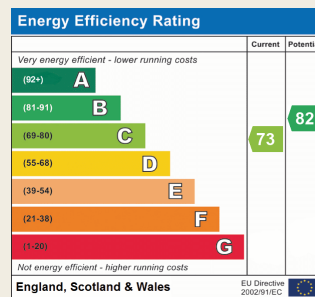 Energy Efficiency Rating
Current Potenti
Very energy efficient - lower running costs
(92+) A
(81-91) B
82
(69-80) C
73
(55-68) D
(39-54) E
(21-38) F
(1-20) G
Not energy efficient - higher running costs
England, Scotland & Wales
EU Directive
2002/91/EC